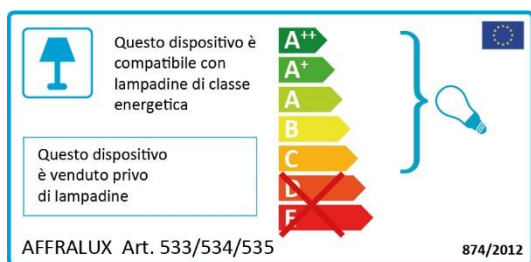 Questo dispositivo è
compatibile con
lampadine di classe
energetica
A++
A+
A
B
C
D
E
Questo dispositivo
è venduto privo
di lampadine
AFFRALUX Art. 533/534/535
874/2012